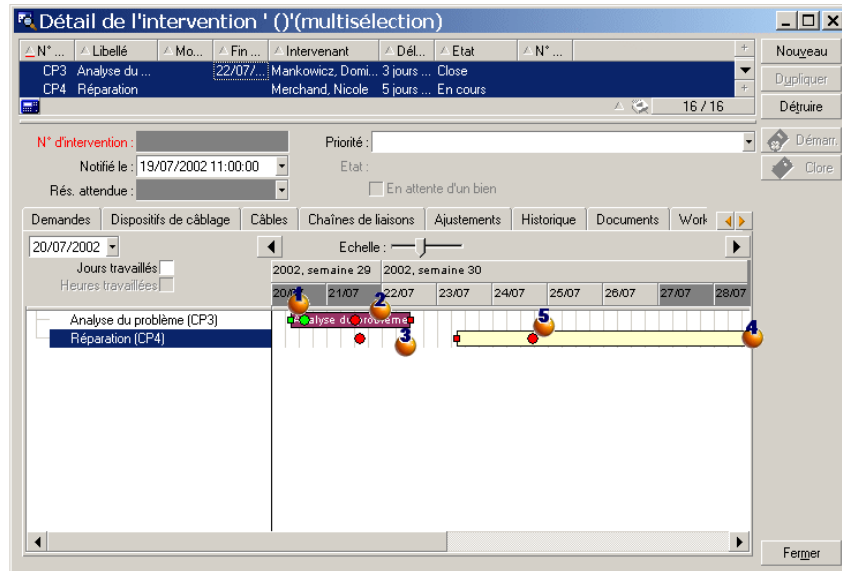 Détail de l'intervention ' ()'(multisélection)
N° ... Libellé Mo... Fin ... Intervenant Dél... Etat N° ...
CP3 Analyse du ... 22/07/... Mankowicz, Domi... 3 jours ... Close
CP4 Réparation Merchand, Nicole 5 jours ... En cours
16 / 16
Nouveau
Dupliquer
Détruire
Démarr.
Clore
N° d'intervention : Priorité :
Notifié le : 19/07/2002 11:00:00 Etat :
Rés. attendue : En attente d'un bien
Demandes Dispositifs de câblage Câbles Chaînes de liaisons Ajustements Historique Documents Work
20/07/2002 Echelle :
Jours travaillés
Heures travaillées
2002, semaine 29 2002, semaine 30
21/07 22/07 23/07 24/07 25/07 26/07 27/07 28/07
1 2 5
Analyse du problème (CP3)
Réparation (CP4)
3 4
Fermer